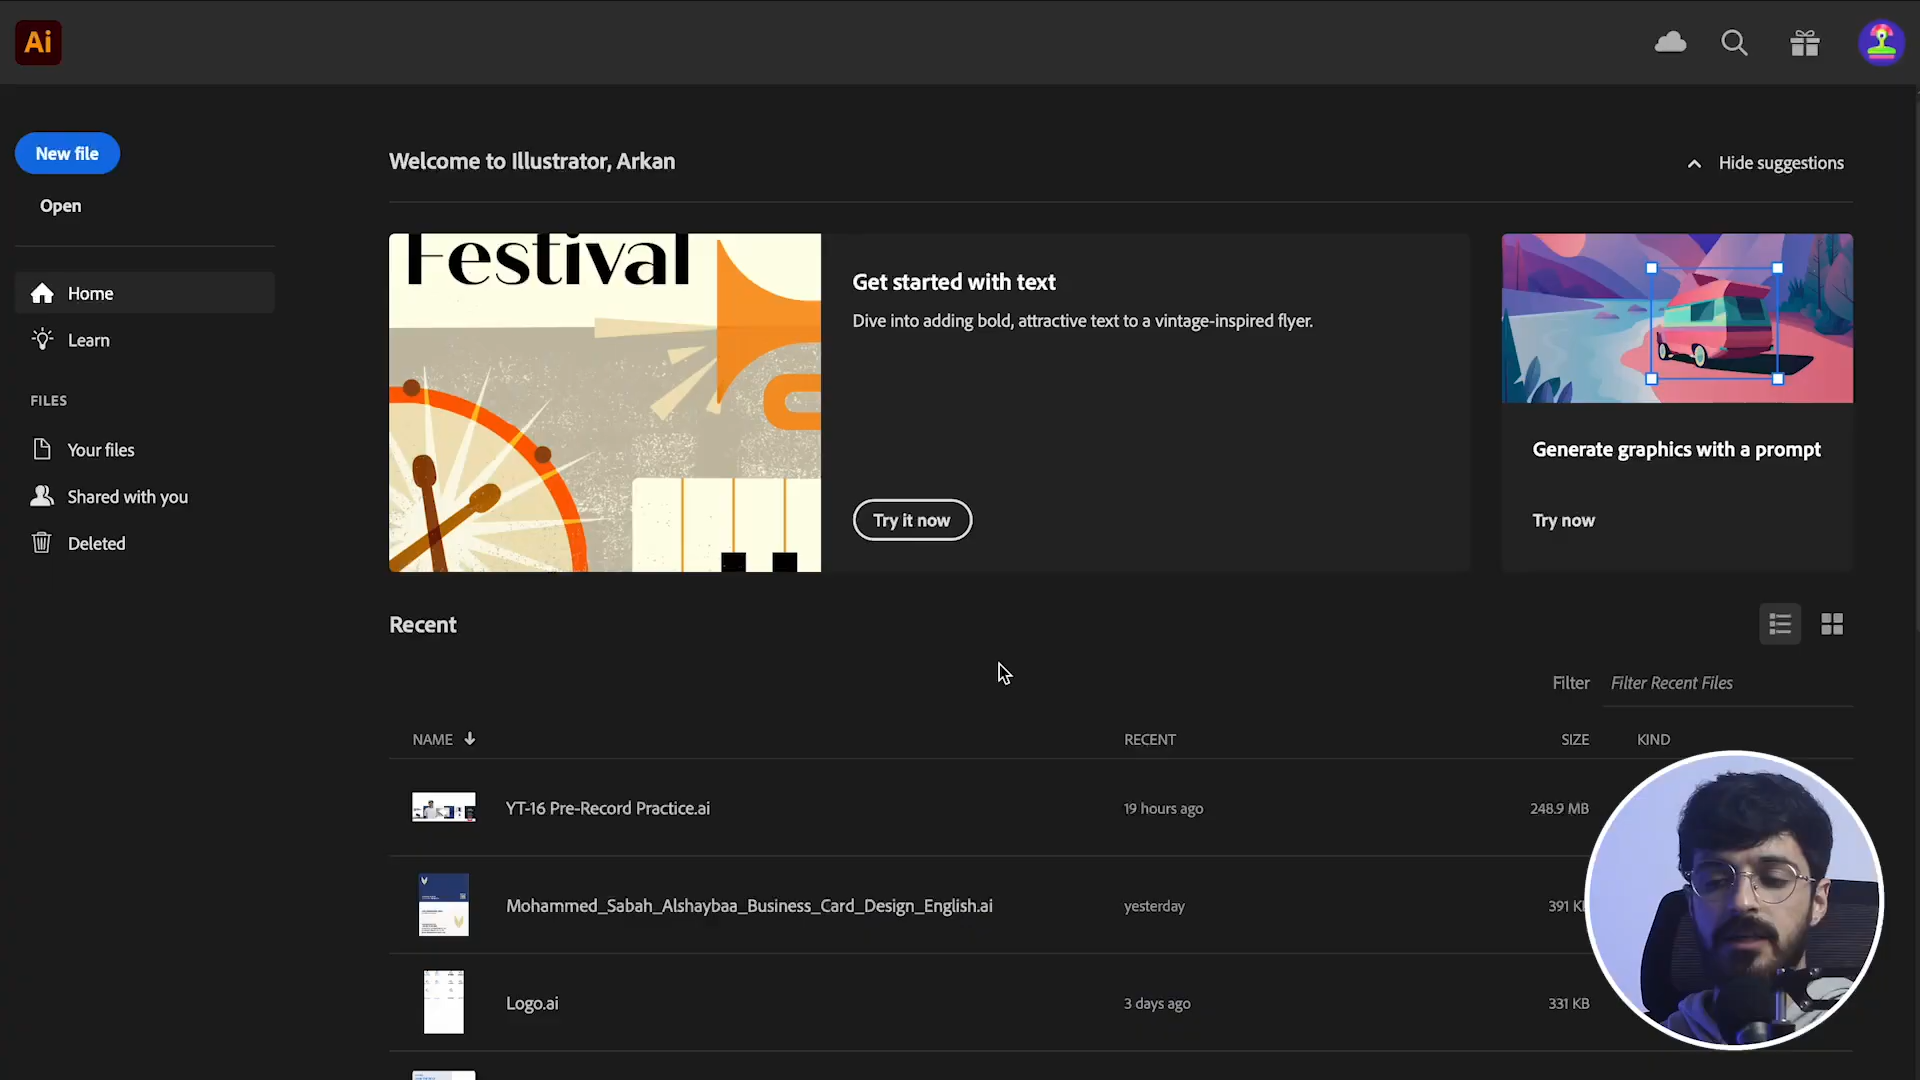 Ai
New file
Open
Home
Learn
FILES
Your files
Shared with you
Deleted
Welcome to Illustrator, Arkan
Hide suggestions
Festival
Get started with text
Dive into adding bold, attractive text to a vintage-inspired flyer.
Try it now
Generate graphics with a prompt
Try now
Recent
Filter
Filter Recent Files
NAME
RECENT
SIZE
KIND
YT-16 Pre-Record Practice.ai
19 hours ago
248.9 MB
Mohammed_Sabah_Alshaybaa_Business_Card_Design_English.ai
yesterday
391 K
Logo.ai
3 days ago
331 KB